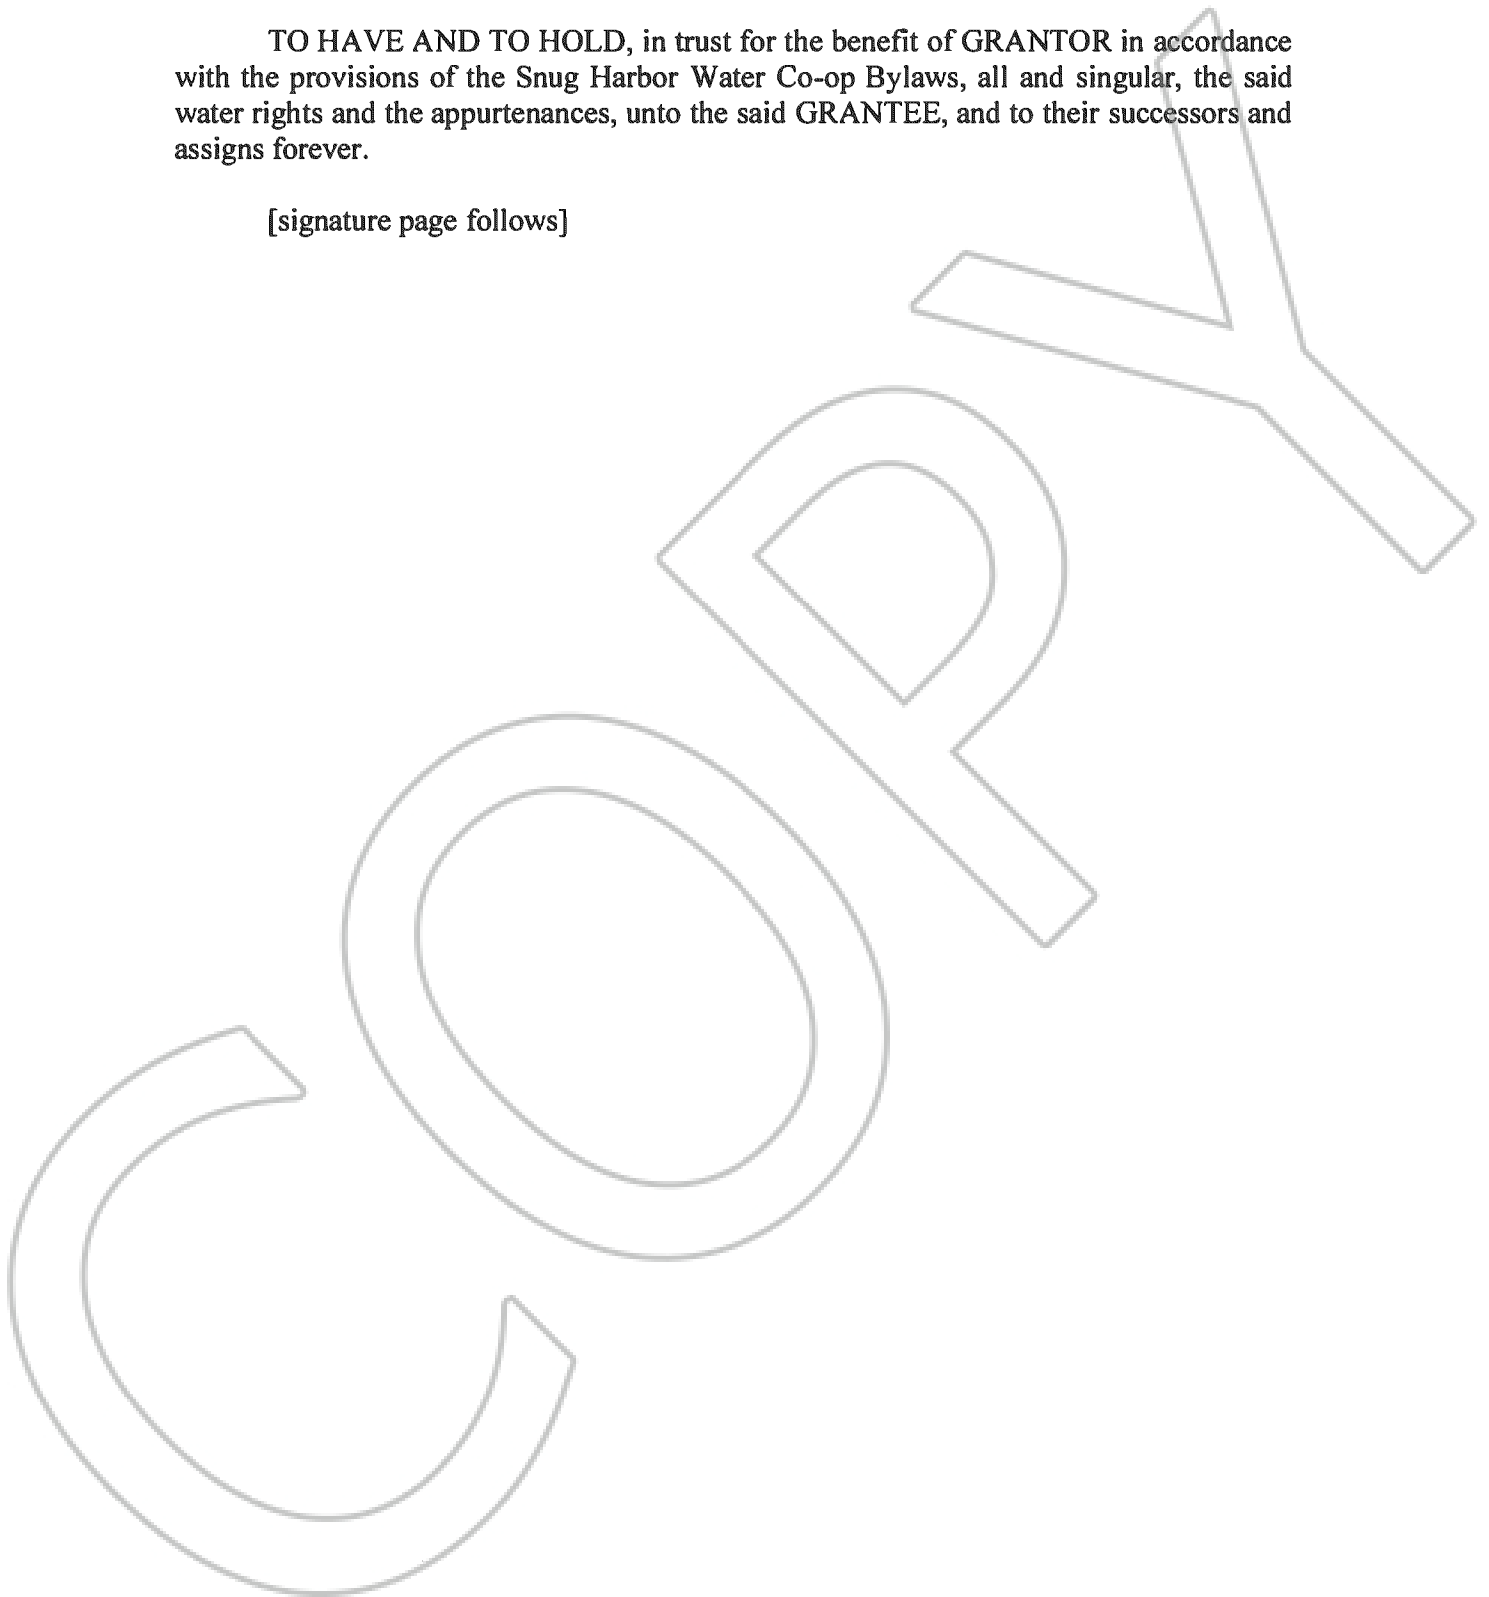 TO HAVE AND TO HOLD, in trust for the benefit of GRANTOR in accordance
with the provisions of the Snug Harbor Water Co-op Bylaws, all and singular, the said
water rights and the appurtenances, unto the said GRANTEE, and to their successors and
assigns forever.
[signature page follows]
COPY